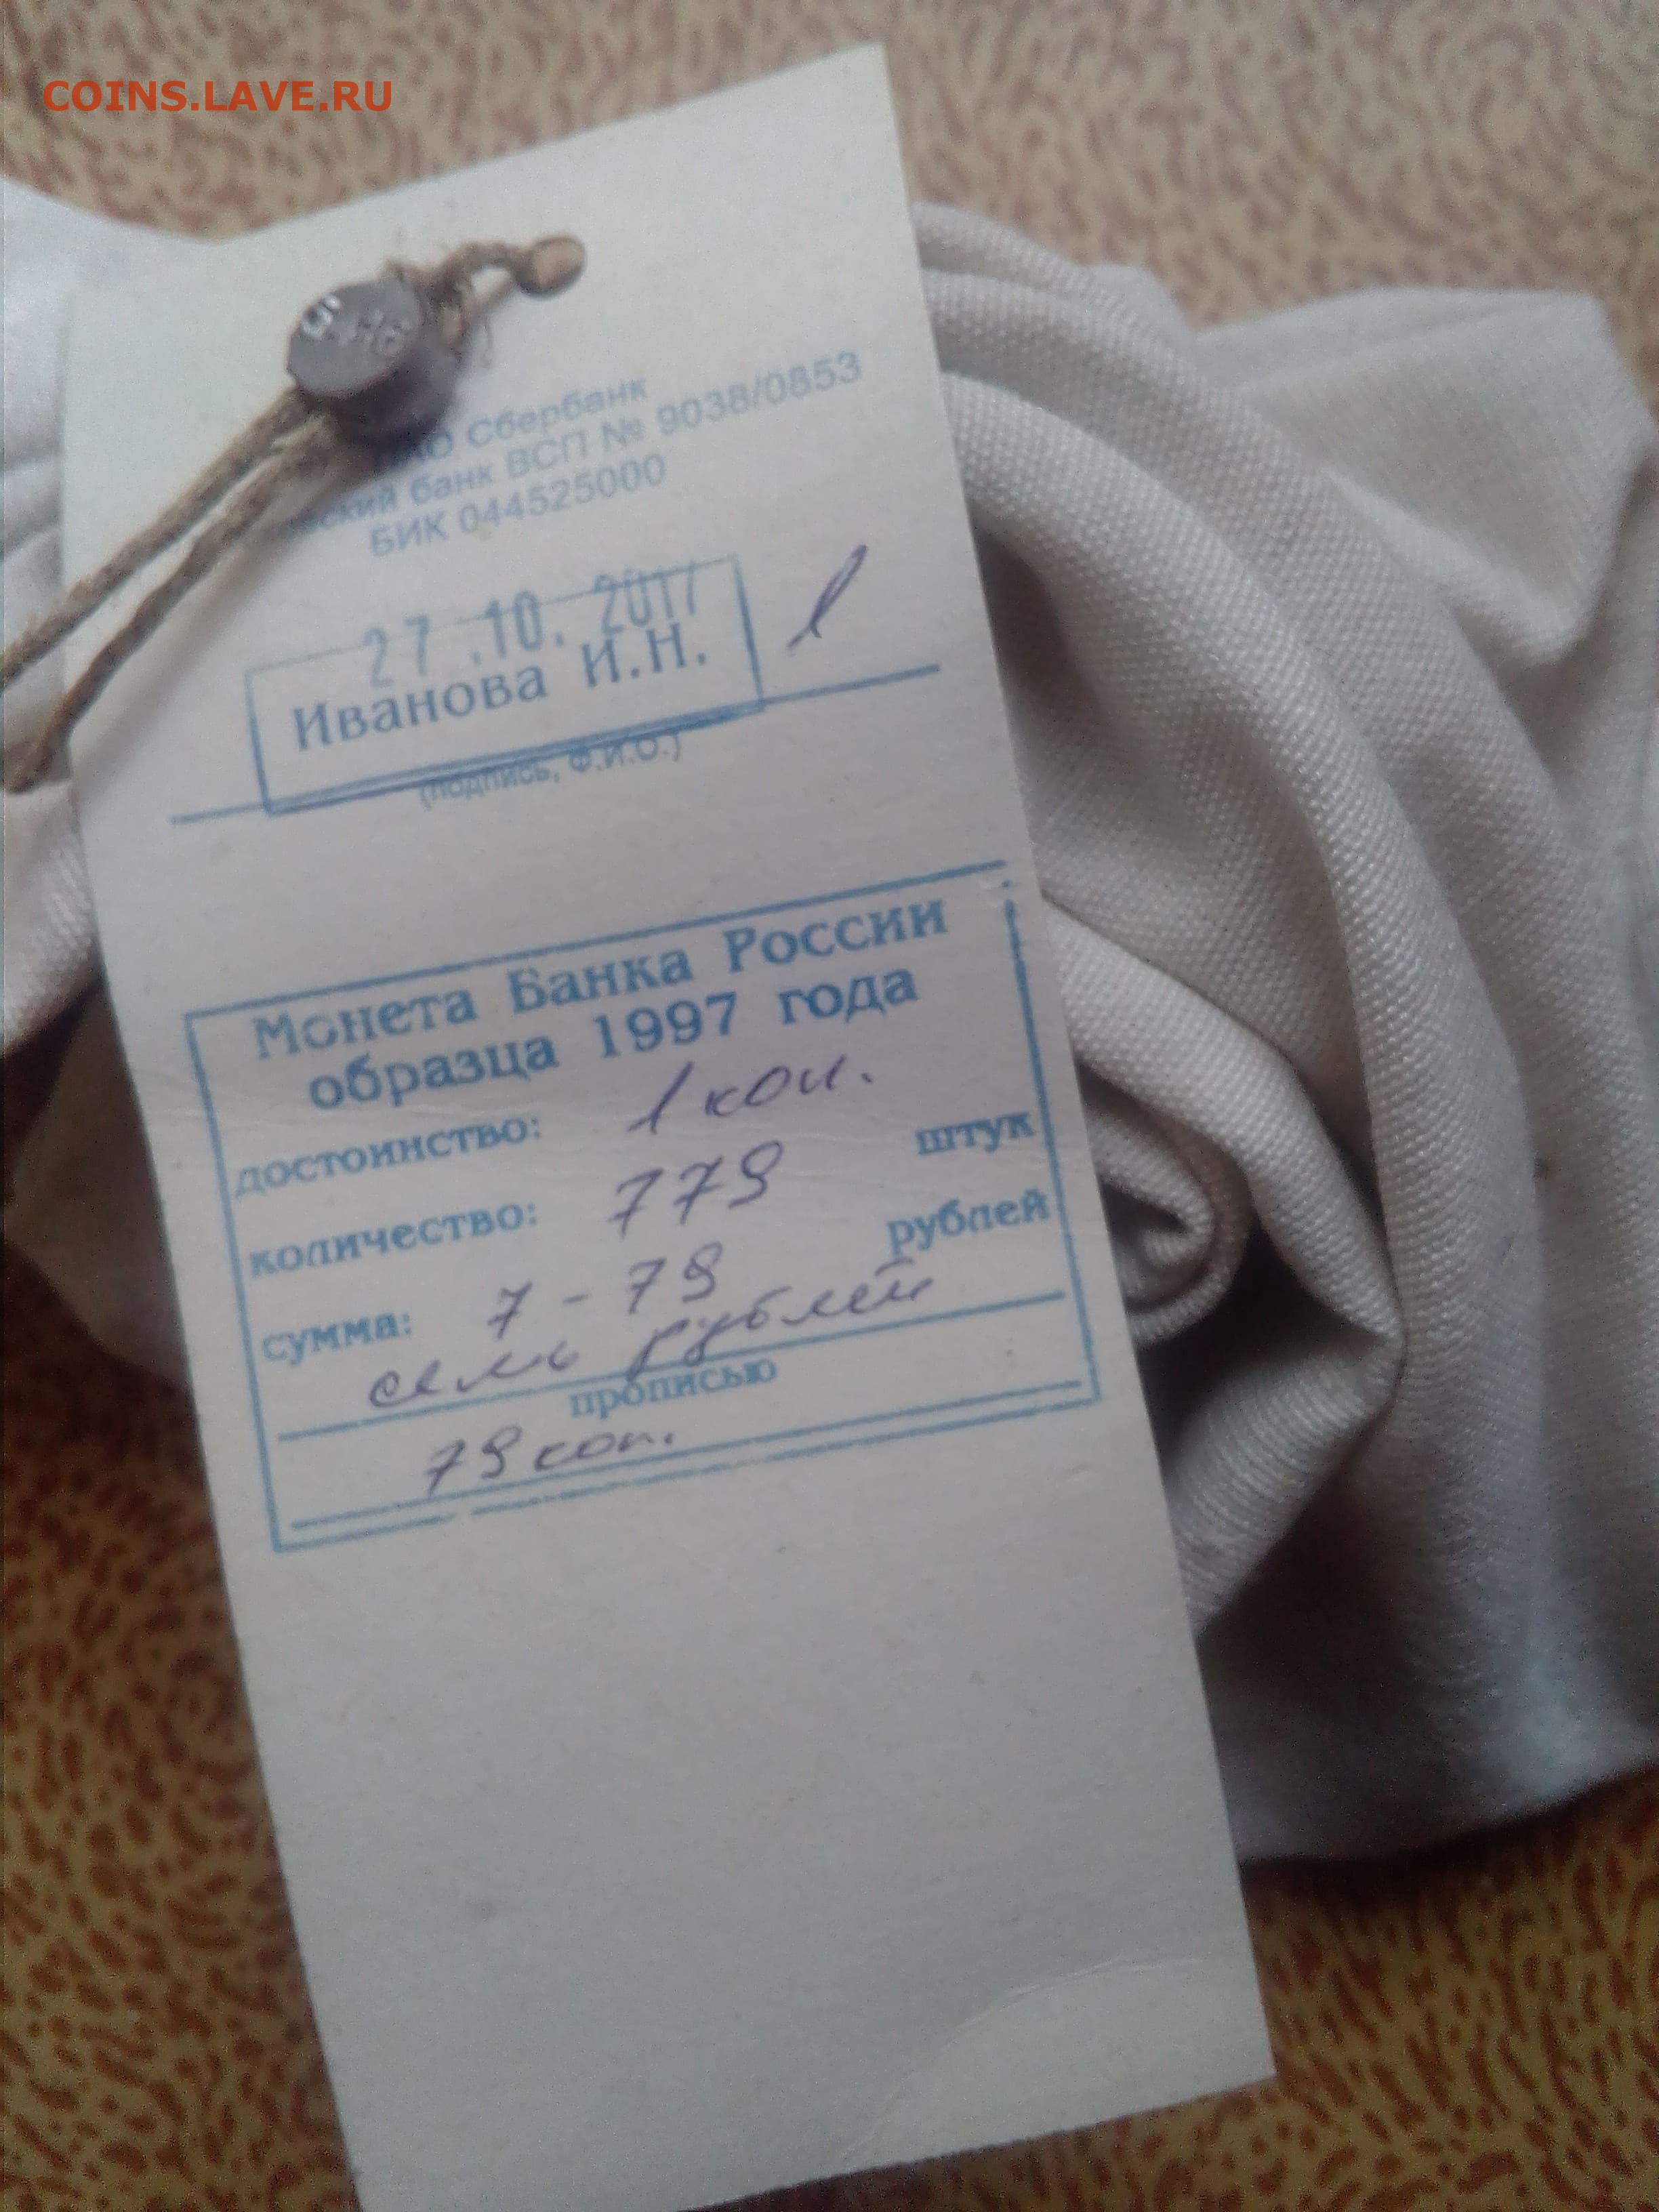 COINS.LAVE.RU
Сбербанк
банк ВСП № 9038/0853
БИК 044525000
27.10.2017
Иванова И.Н.
(подпись, Ф.И.О.)
Монета Банка России
образца 1997 года
достоинство: 1 коп.
количество: 779 штук
сумма: 7-79 рублей
семь рублей
прописью
79 коп.